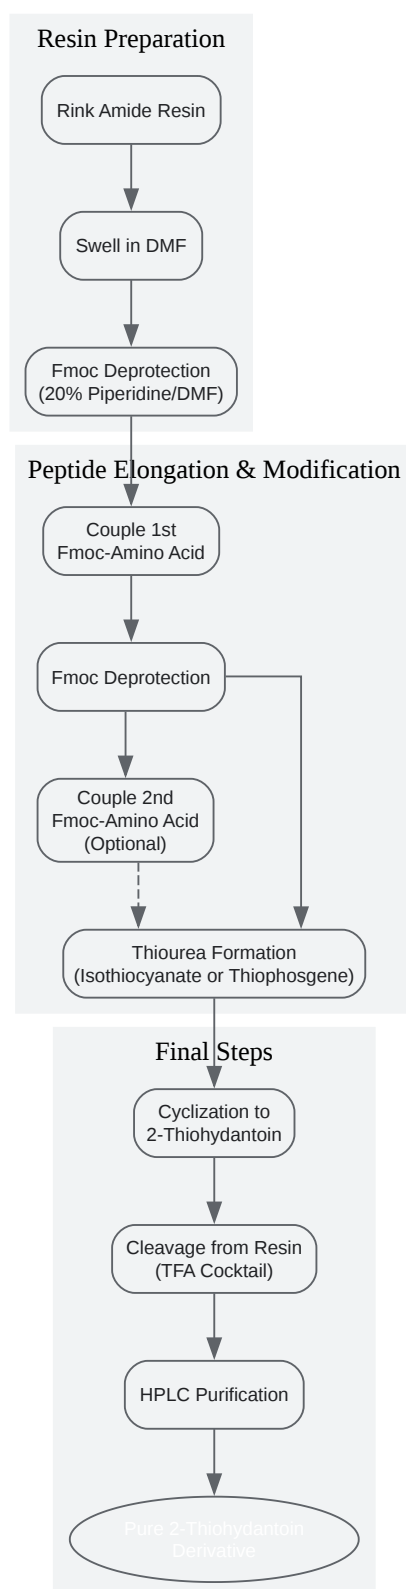 Resin Preparation
Rink Amide Resin
Swell in DMF
Fmoc Deprotection
(20% Piperidine/DMF)
Peptide Elongation & Modification
Couple 1st
Fmoc-Amino Acid
Fmoc Deprotection
Couple 2nd
Fmoc-Amino Acid
(Optional)
Thiourea Formation
(Isothiocyanate or Thiophosgene)
Final Steps
Cyclization to
2-Thiohydantoin
Cleavage from Resin
(TFA Cocktail)
HPLC Purification
Pure 2-Thiohydantoin
Derivative